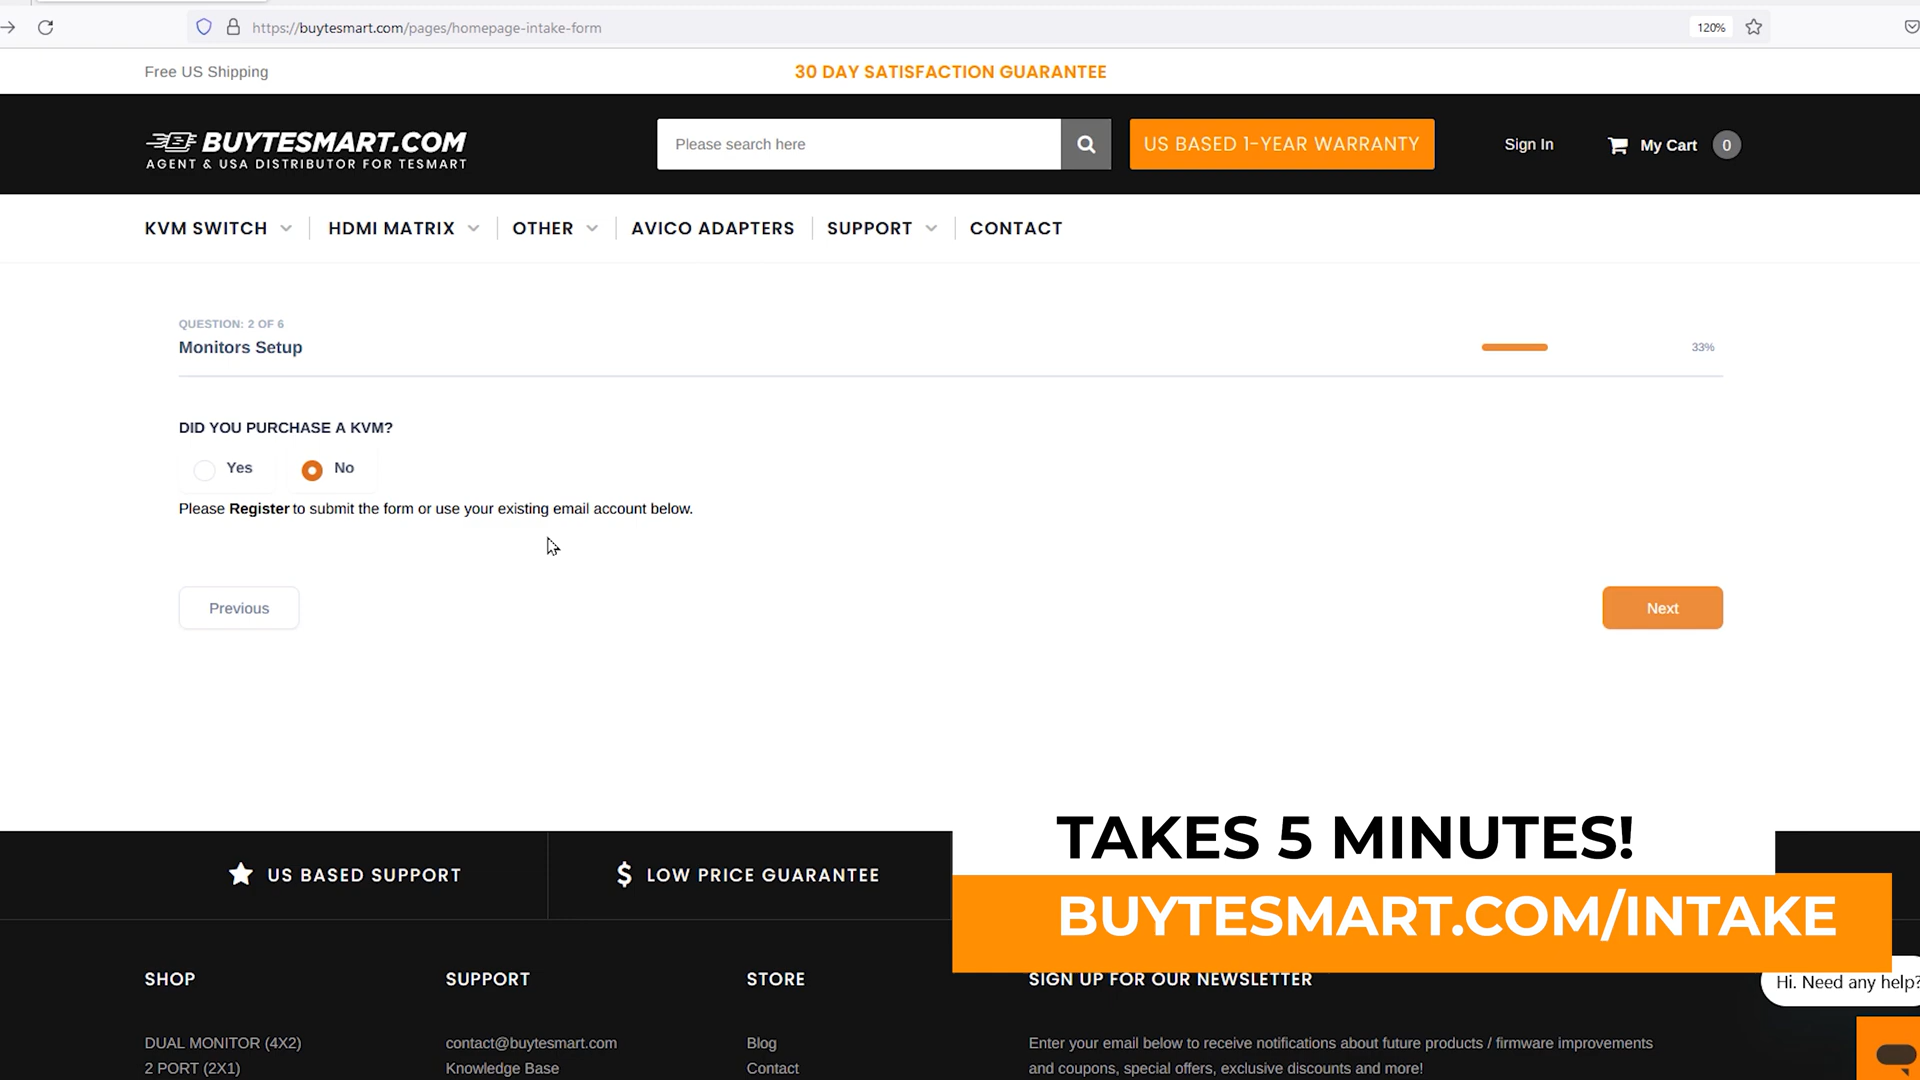 https://buytesmart.com/pages/homepage-intake-form
120%
Free US Shipping
30 DAY SATISFACTION GUARANTEE
BUYTESMART.COM
AGENT & USA DISTRIBUTOR FOR TESMART
Please search here
US BASED 1-YEAR WARRANTY
Sign In
My Cart
0
KVM SWITCH
HDMI MATRIX
OTHER
AVICO ADAPTERS
SUPPORT
CONTACT
QUESTION: 2 OF 6
Monitors Setup
33%
DID YOU PURCHASE A KVM?
Yes
No
Please Register to submit the form or use your existing email account below.
Previous
Next
TAKES 5 MINUTES!
BUYTESMART.COM/INTAKE
US BASED SUPPORT
$ LOW PRICE GUARANTEE
SHOP
DUAL MONITOR (4X2)
2 PORT (2X1)
SUPPORT
contact@buytesmart.com
Knowledge Base
STORE
Blog
Contact
SIGN UP FOR OUR NEWSLETTER
Enter your email below to receive notifications about future products / firmware improvements
and coupons, special offers, exclusive discounts and more!
Hi. Need any help?